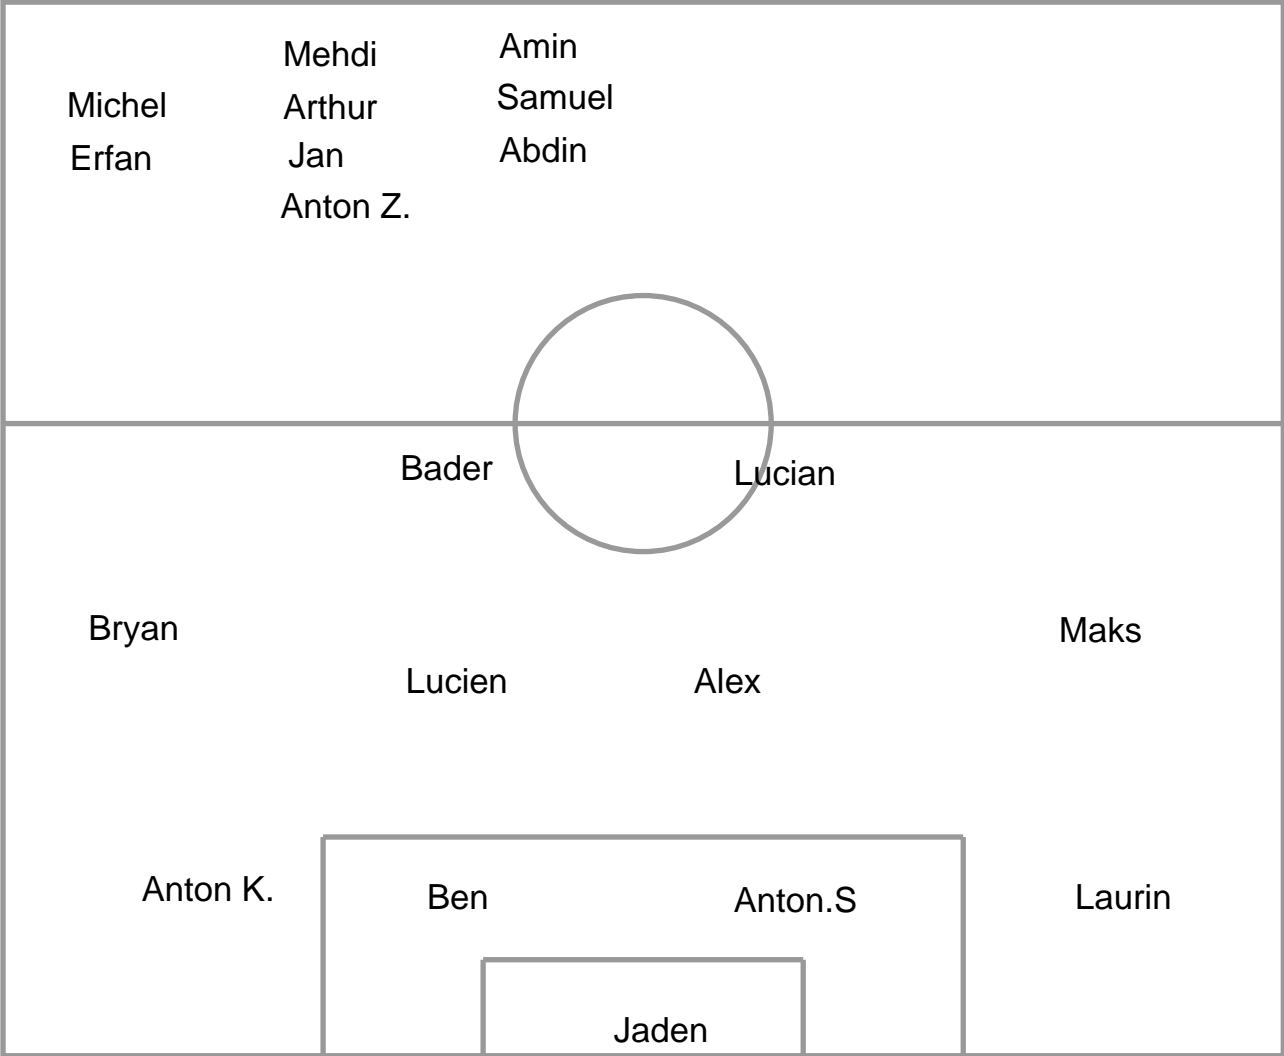 Mehdi
Amin
Michel
Arthur
Samuel
Erfan
Jan
Abdin
Anton Z.
Bader
Lucian
Bryan
Maks
Lucien
Alex
Anton K.
Ben
Anton.S
Laurin
Jaden